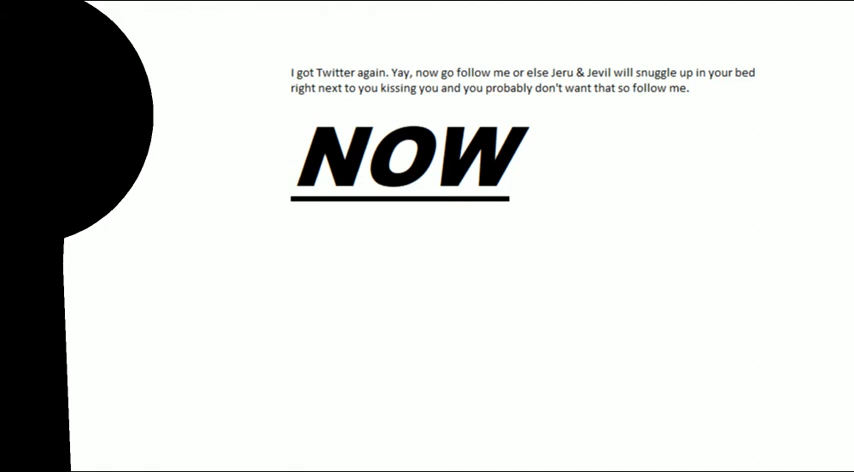 I got Twitter again. Yay, now go follow me or else Jeru & Jevil will snuggle up in your bed
right next to you kissing you and you probably don't want that so follow me.
NOW